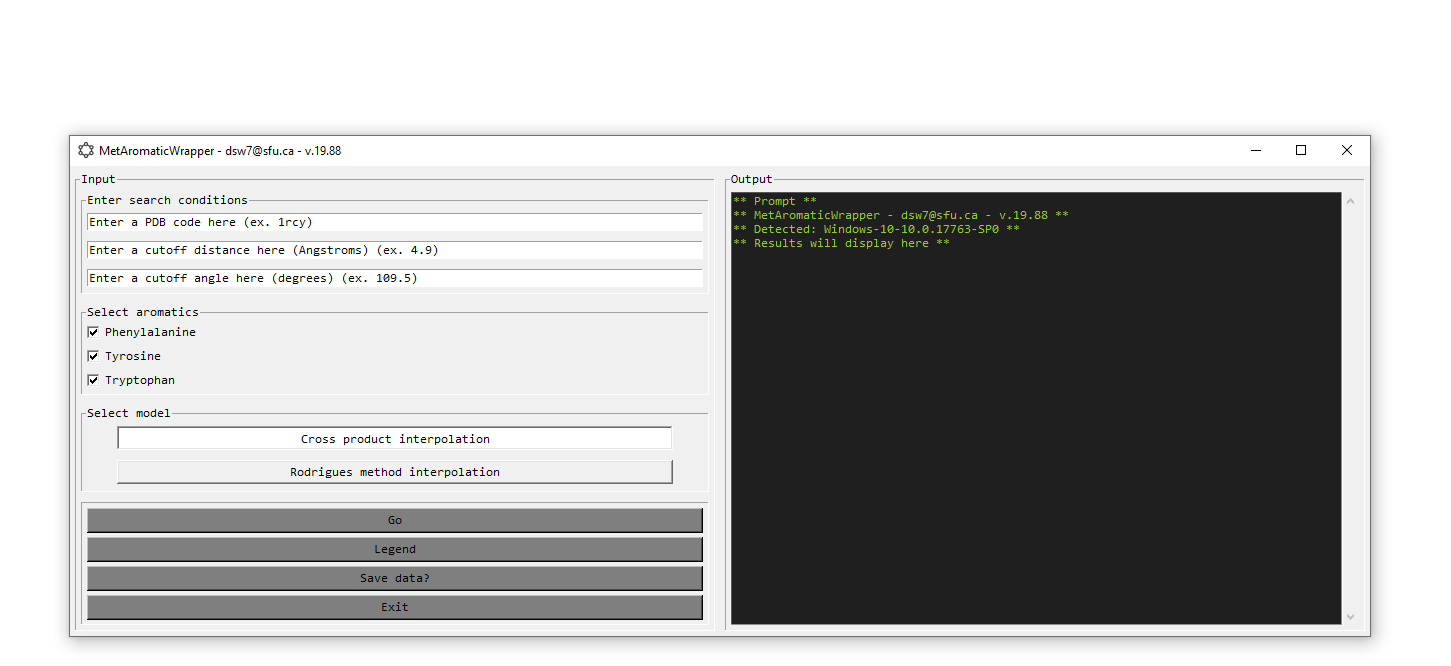 MetAromaticWrapper - dsw7@sfu.ca - v.19.88
Input
Enter search conditions
Enter a PDB code here (ex. 1rcy)
Enter a cutoff distance here (Angstroms) (ex. 4.9)
Enter a cutoff angle here (degrees) (ex. 109.5)
Select aromatics
Phenylalanine
Tyrosine
Tryptophan
Select model
Cross product interpolation
Rodrigues method interpolation
Go
Legend
Save data?
Exit
Output
** Prompt **
** MetAromaticWrapper - dsw7@sfu.ca - v.19.88 **
** Detected: Windows-10-10.0.17763-SP0 **
** Results will display here **